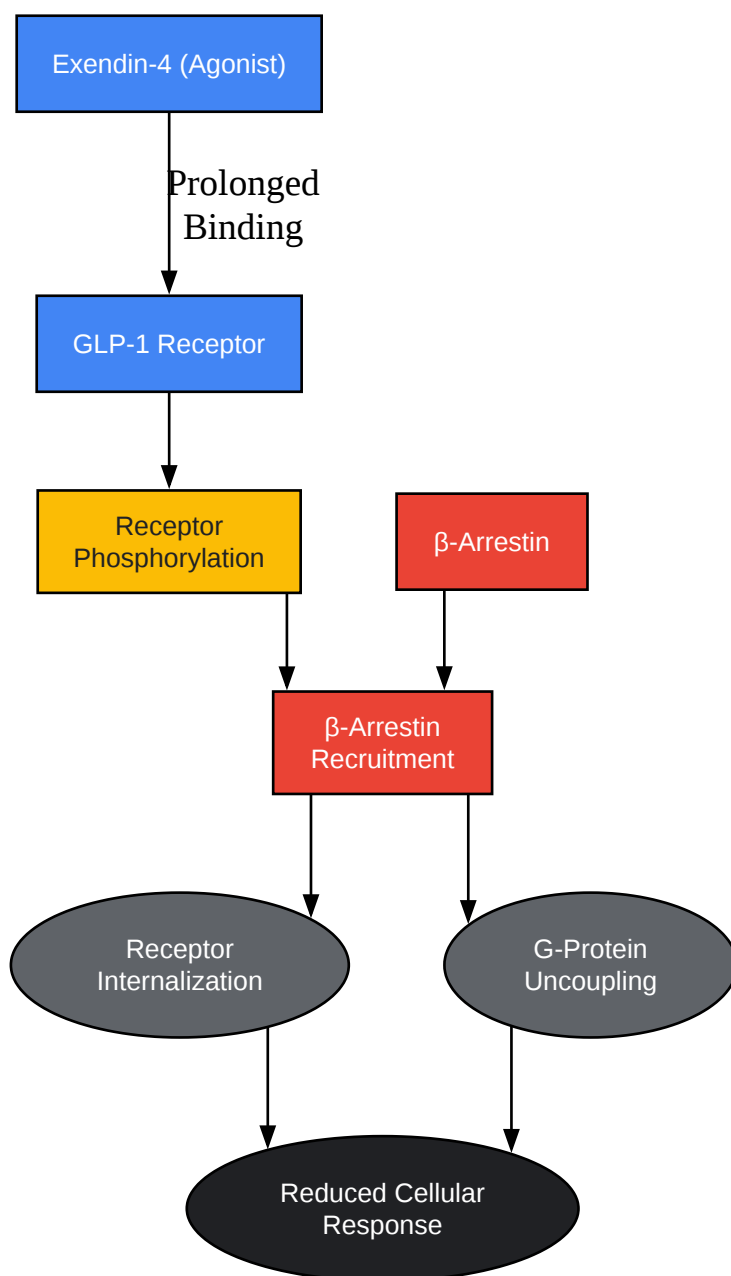 Exendin-4 (Agonist)
Prolonged
Binding
GLP-1 Receptor
Receptor
Phosphorylation
β-Arrestin
β-Arrestin
Recruitment
Receptor
Internalization
G-Protein
Uncoupling
Reduced Cellular
Response